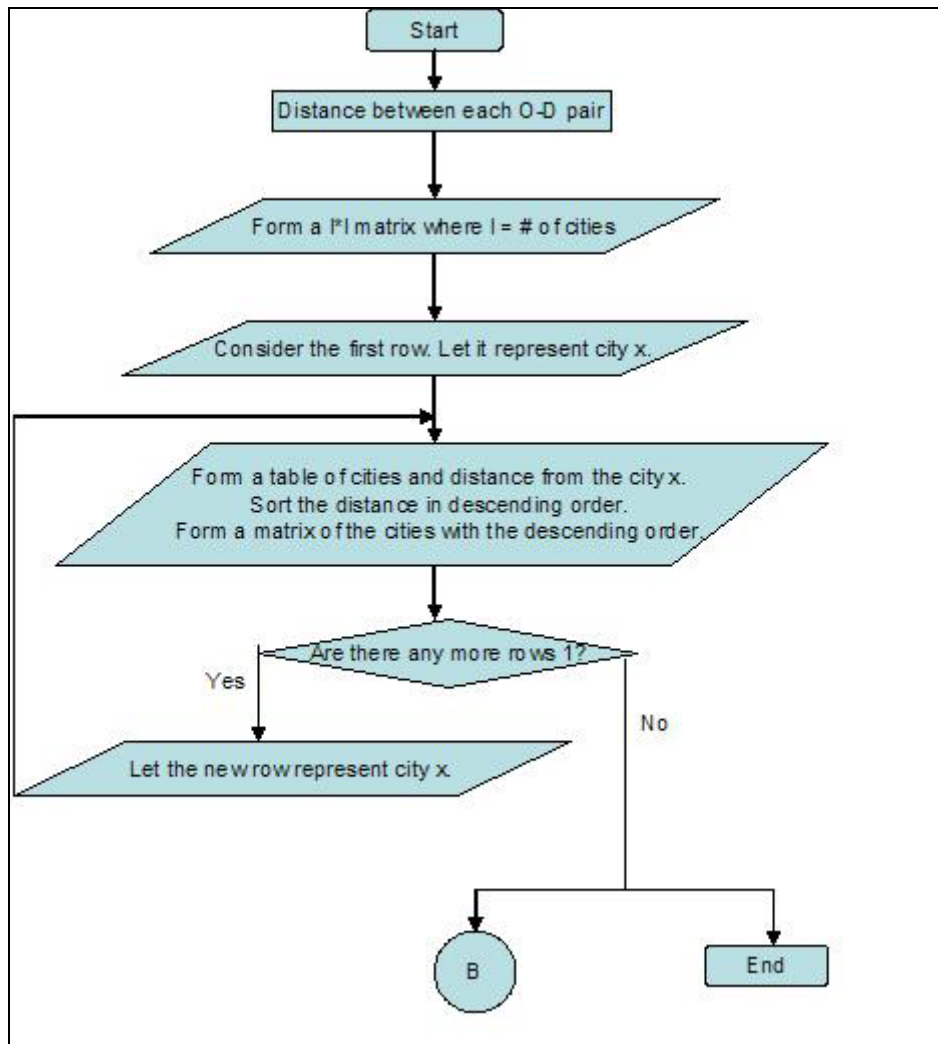 Start
Distance between each O-D pair
Form a I*I matrix where I = # of cities
Consider the first row. Let it represent city x.
Form a table of cities and distance from the city x.
Sort the distance in descending order.
Form a matrix of the cities with the descending order.
Are there any more rows 1?
Yes
No
Let the new row represent city x.
B
End